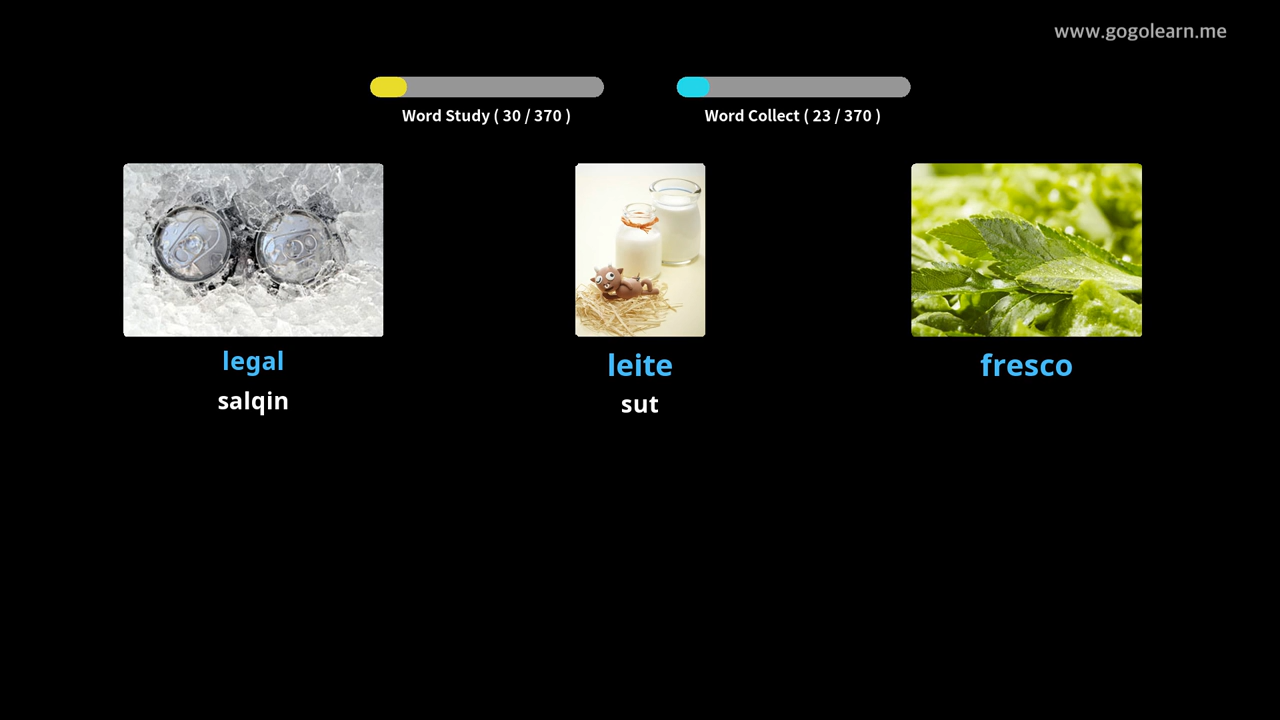 www.gogolearn.me
Word Study ( 30 / 370 )
Word Collect ( 23 / 370 )
legal
salqin
leite
sut
fresco